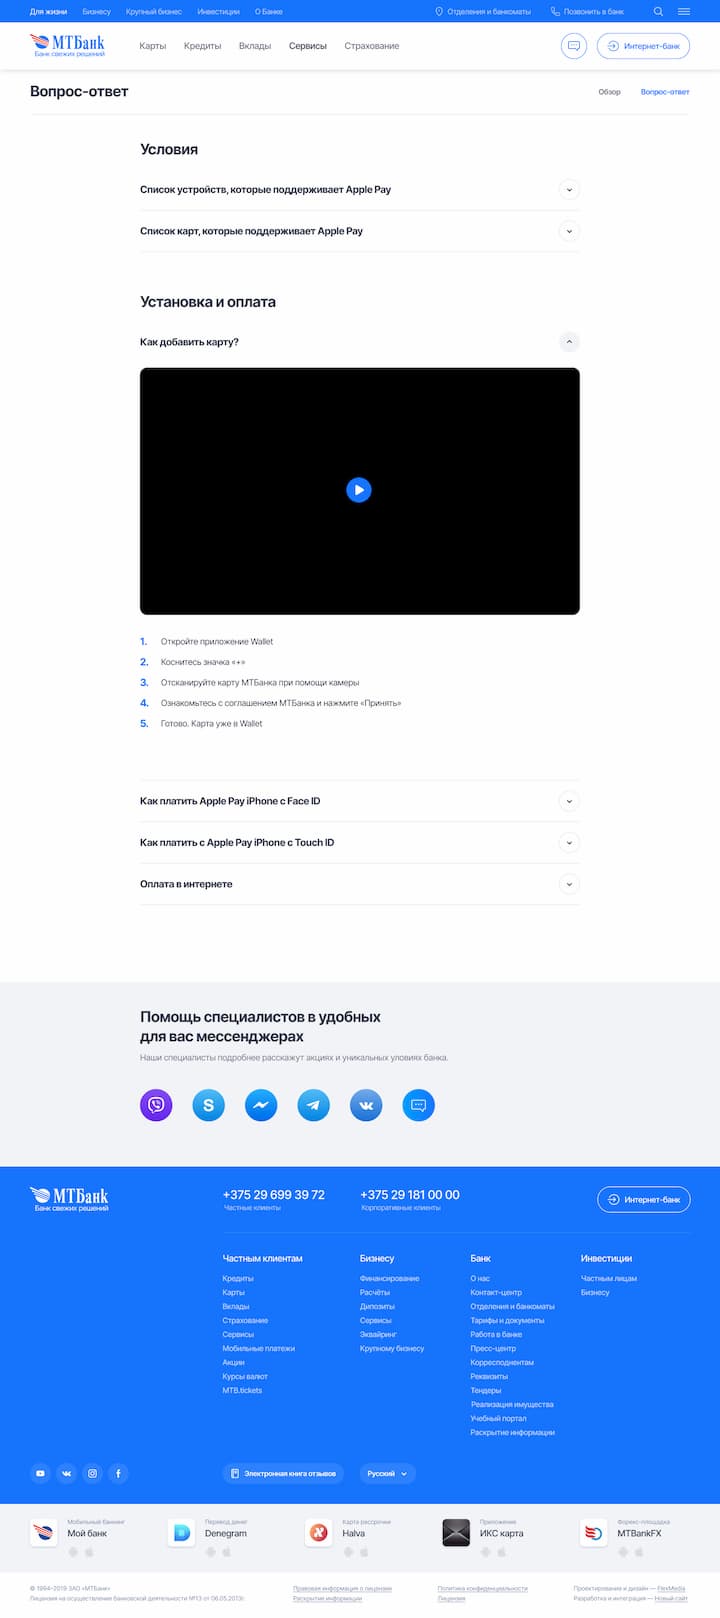 Для жизни Бизнесу Крупный бизнес Инвестиции О Банке Отделения и банкоматы Позвонить в банк
МТБанк
Банк свежих решений
Карты Кредиты Вклады Сервисы Страхование Интернет-банк
Вопрос-ответ
Обзор Вопрос-ответ
Условия
Список устройств, которые поддерживает Apple Pay
Список карт, которые поддерживает Apple Pay
Установка и оплата
Как добавить карту?
1. Откройте приложение Wallet
2. Коснитесь значка «+»
3. Отсканируйте карту МТБанка при помощи камеры
4. Ознакомьтесь с соглашением МТБанка и нажмите «Принять»
5. Готово. Карта уже в Wallet
Как платить Apple Pay iPhone с Face ID
Как платить с Apple Pay iPhone с Touch ID
Оплата в интернете
Помощь специалистов в удобных
для вас мессенджерах
Наши специалисты подробнее расскажут акциях и уникальных уловиях банка.
МТБанк
Банк свежих решений
+375 29 699 39 72
Частные клиенты
+375 29 181 00 00
Корпоративные клиенты
Интернет-банк
Частным клиентам
Кредиты
Карты
Вклады
Страхование
Сервисы
Мобильные платежи
Акции
Курсы валют
MTB.tickets
Бизнесу
Финансирование
Расчёты
Дипозиты
Сервисы
Эквайринг
Крупному бизнесу
Банк
О нас
Контакт-центр
Отделения и банкоматы
Тарифы и документы
Работа в банке
Пресс-центр
Корресподнентам
Реквизиты
Тендеры
Реализация имущества
Учебный портал
Раскрытие информации
Инвестиции
Частным лицам
Бизнесу
Электронная книга отзывов
Русский
Мобильный банкинг
Мой банк
Перевод денег
Denegram
Карта рассрочки
Halva
Приложение
ИКС карта
Форекс-площадка
MTBankFX
© 1994–2019 ЗАО «МТБанк»
Лицензия на осуществление банковской деятельности №13 от 06.05.2013г.
Правовая информация о лицензии
Раскрытие информации
Политика конфиденциальности
Лицензия
Проектирование и дизайн — FlexMedia
Разработка и интеграция — Новый сайт